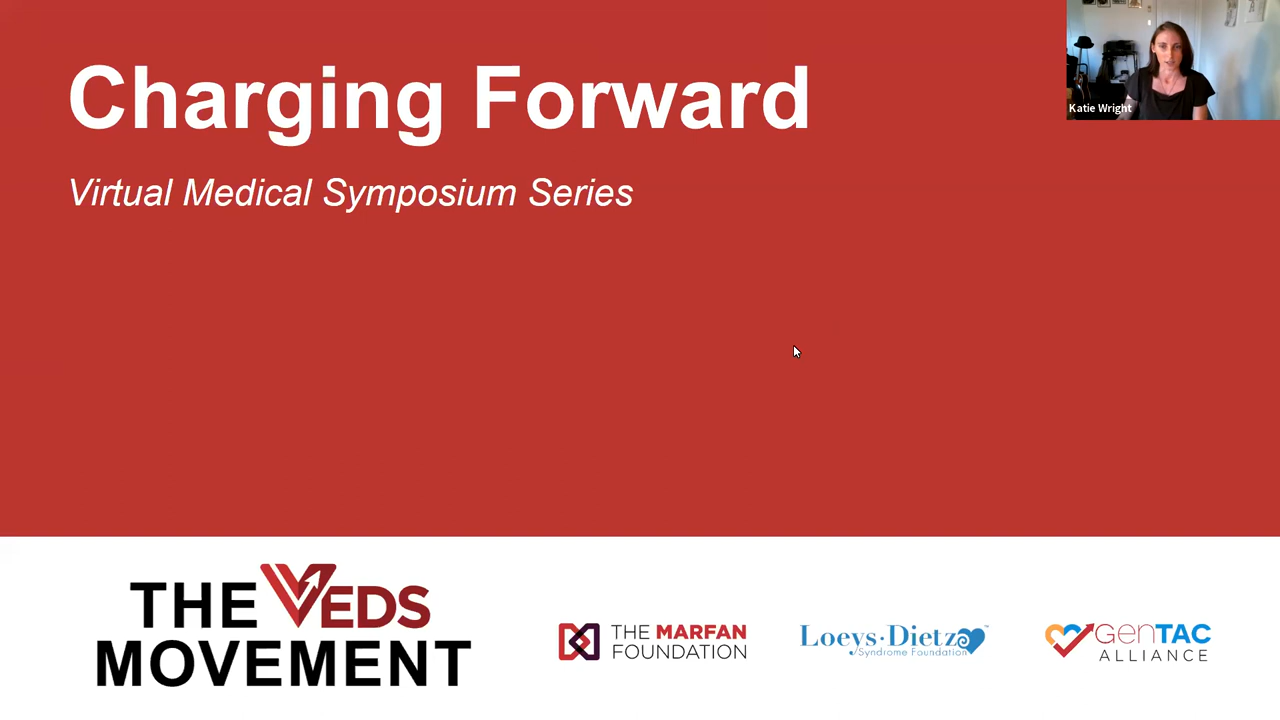 Charging Forward
Katie Wright
Virtual Medical Symposium Series
THE VEDS
MOVEMENT
THE MARFAN
FOUNDATION
Loeys·Dietz
Syndrome Foundation
™
GenTAC
ALLIANCE